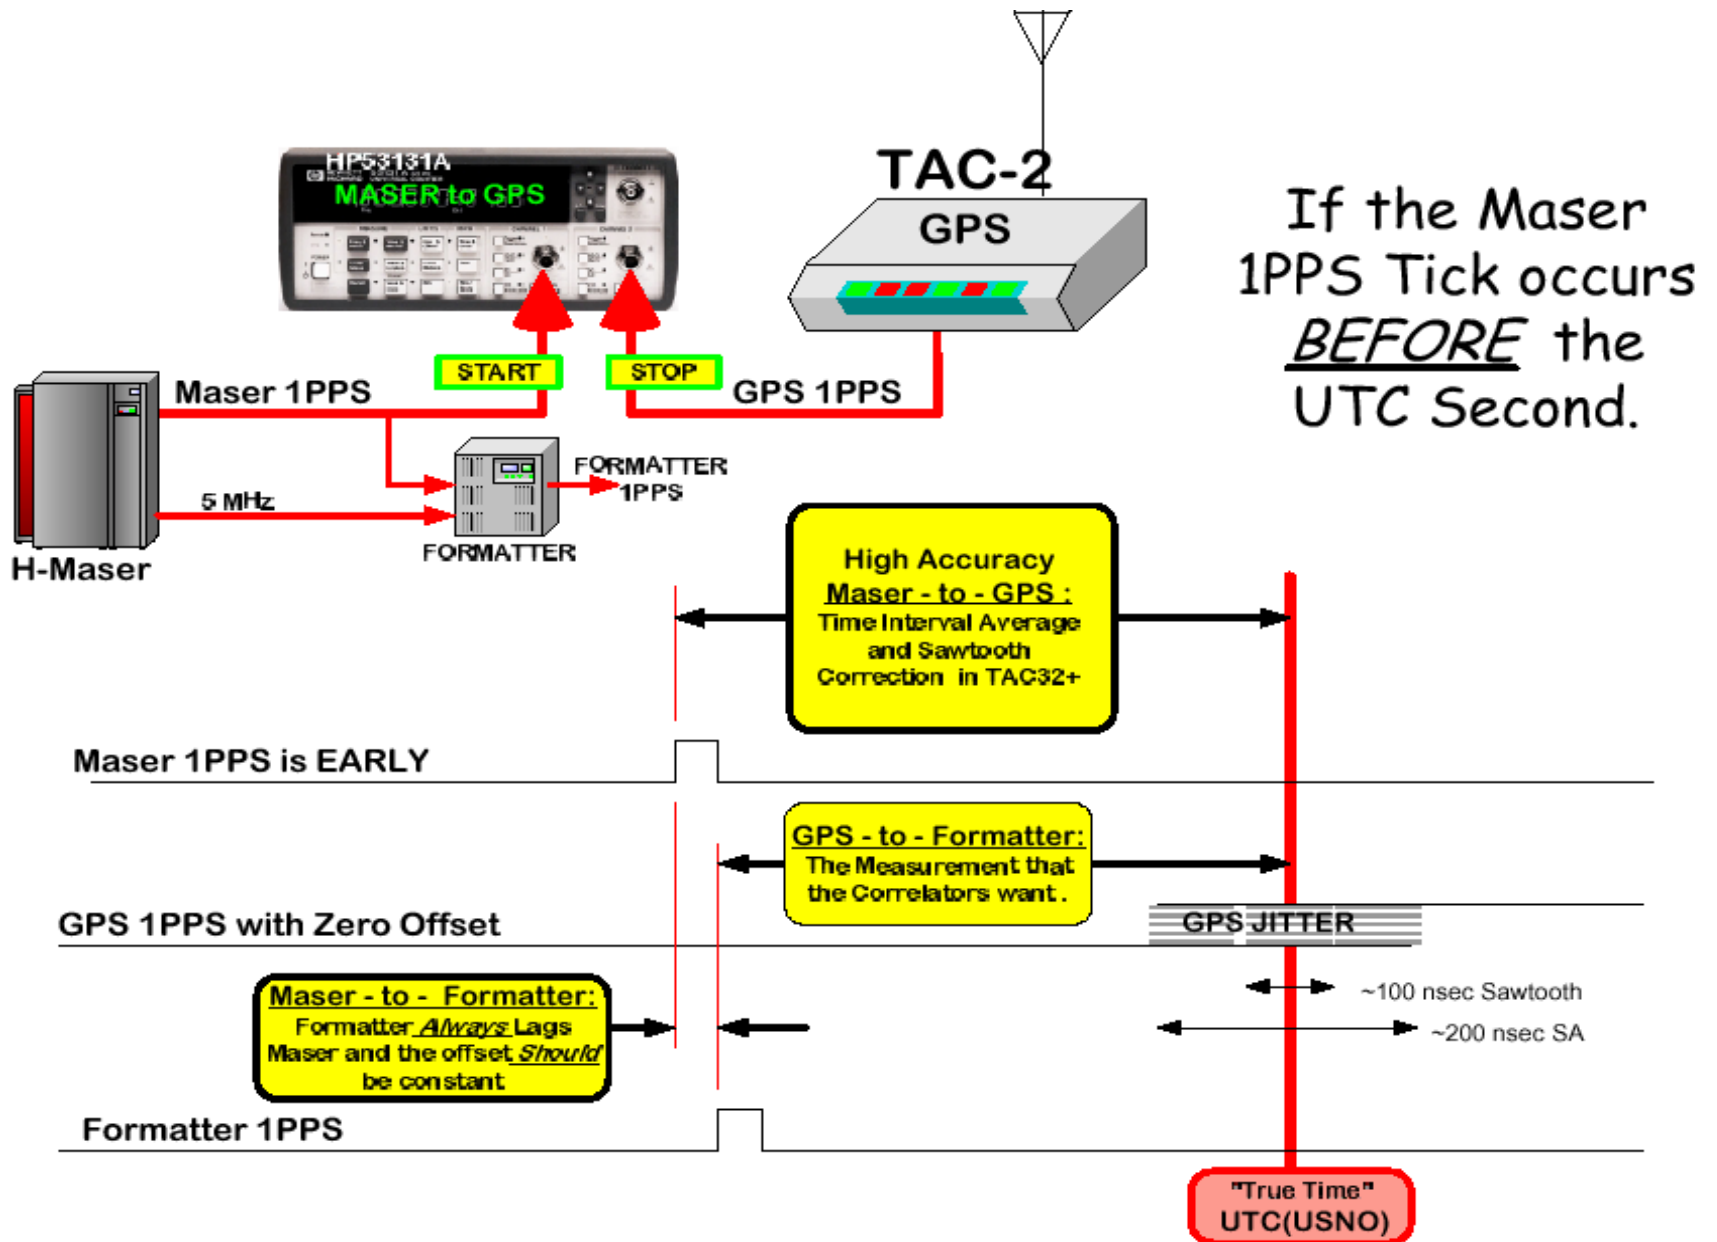 HP53131A
MASER to GPS
TAC-2
GPS
If the Maser
1PPS Tick occurs
BEFORE the
UTC Second.
START
STOP
Maser 1PPS
GPS 1PPS
FORMATTER
1PPS
5 MHz
FORMATTER
H-Maser
High Accuracy
Maser - to - GPS :
Time Interval Average
and Sawtooth
Correction in TAC32+
Maser 1PPS is EARLY
GPS - to - Formatter:
The Measurement that
the Correlators want .
GPS 1PPS with Zero Offset
GPS JITTER
Maser - to - Formatter:
Formatter Always Lags
Maser and the offset Should
be constant
~100 nsec Sawtooth
~200 nsec SA
Formatter 1PPS
"True Time"
UTC(USNO)